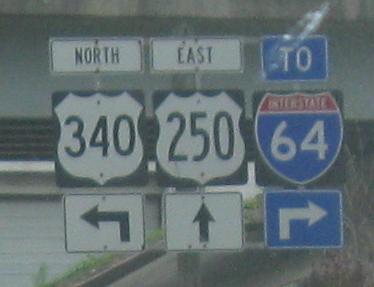 NORTH EAST TO
340 250 INTERSTATE 64